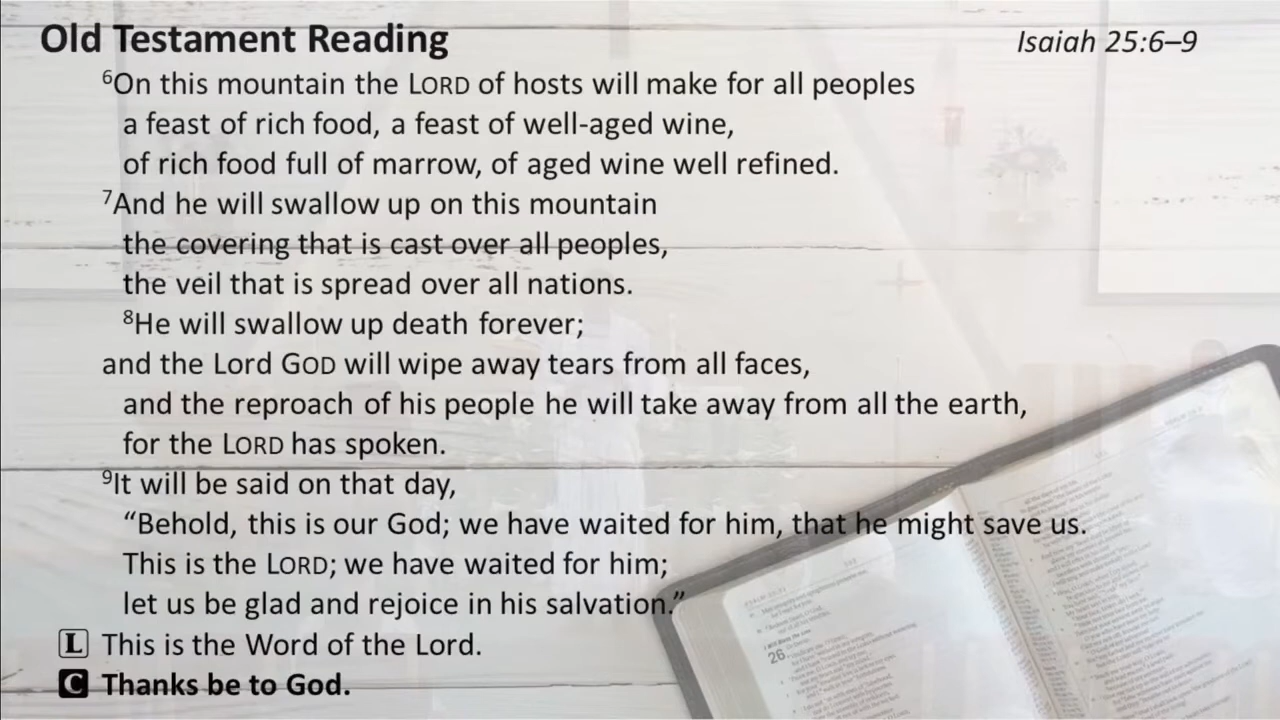 Old Testament Reading Isaiah 25:6–9
⁶On this mountain the LORD of hosts will make for all peoples
a feast of rich food, a feast of well-aged wine,
of rich food full of marrow, of aged wine well refined.
⁷And he will swallow up on this mountain
the covering that is cast over all peoples,
the veil that is spread over all nations.
⁸He will swallow up death forever;
and the Lord GOD will wipe away tears from all faces,
and the reproach of his people he will take away from all the earth,
for the LORD has spoken.
⁹It will be said on that day,
“Behold, this is our God; we have waited for him, that he might save us.
This is the LORD; we have waited for him;
let us be glad and rejoice in his salvation.”
L This is the Word of the Lord.
C Thanks be to God.
26